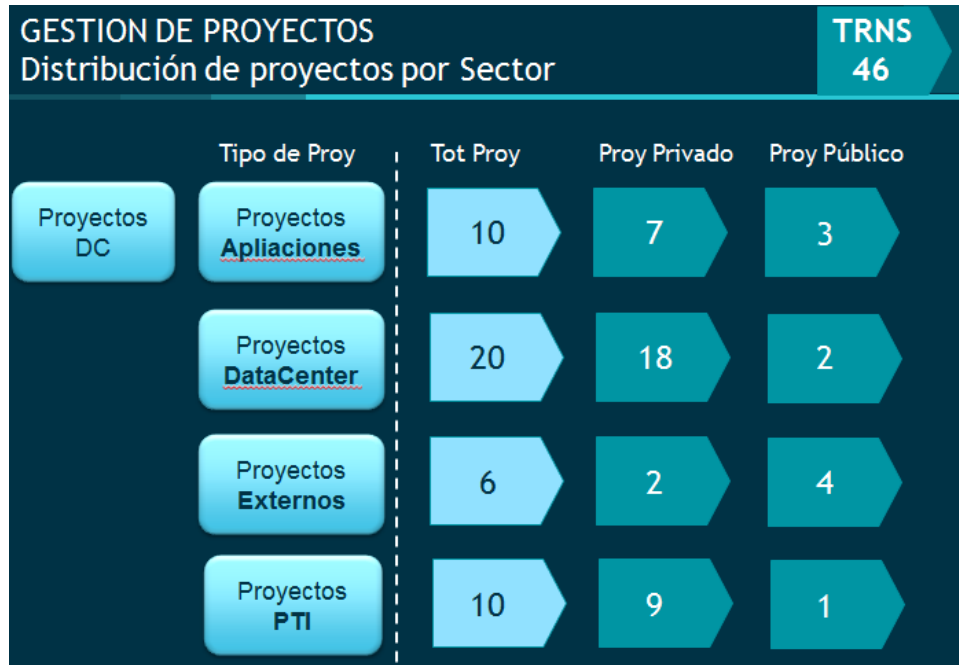 GESTION DE PROYECTOS
Distribución de proyectos por Sector
TRNS
46
Tipo de Proy
Tot Proy
Proy Privado
Proy Público
Proyectos
DC
Proyectos
Apliaciones
10
7
3
Proyectos
DataCenter
20
18
2
Proyectos
Externos
6
2
4
Proyectos
PTI
10
9
1